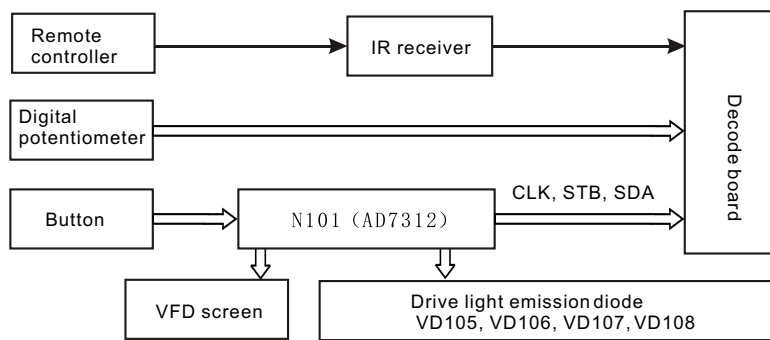 Remote
controller
IR receiver
Decode board
Digital
potentiometer
Button
N101（AD7312）
CLK, STB, SDA
VFD screen
Drive light emission diode
VD105, VD106, VD107, VD108